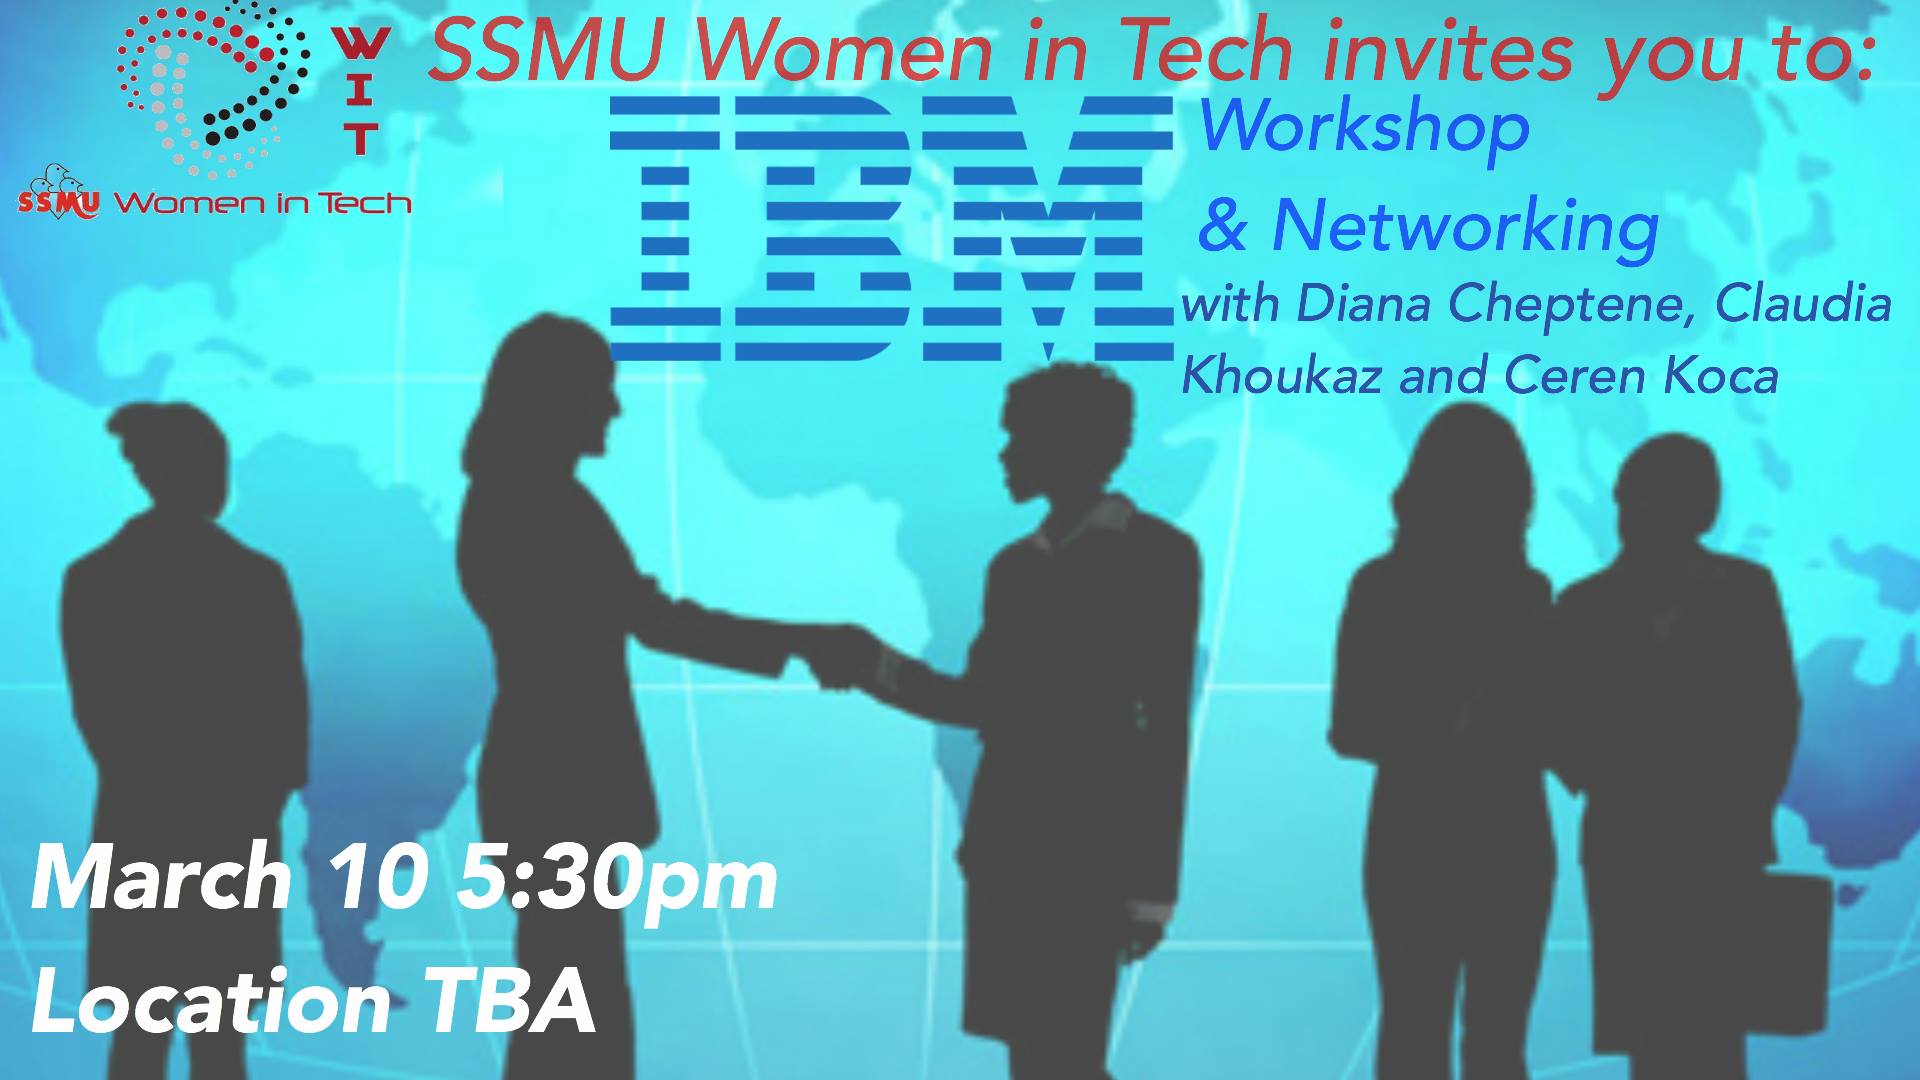 W
I
T
SSMU Women in Tech
SSMU Women in Tech invites you to:
IBM Workshop
& Networking
with Diana Cheptene, Claudia
Khoukaz and Ceren Koca
March 10 5:30pm
Location TBA